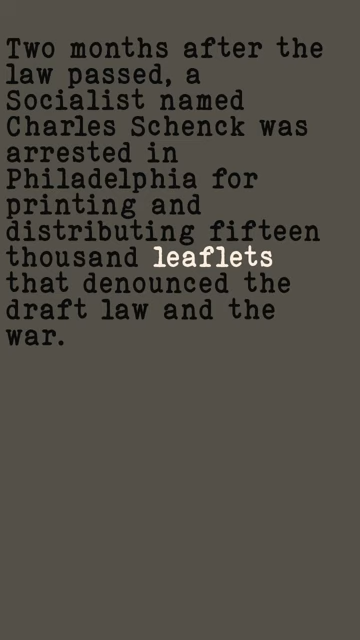 Two months after the
law passed, a
Socialist named
Charles Schenck was
arrested in
Philadelphia for
printing and
distributing fifteen
thousand leaflets
that denounced the
draft law and the
war.